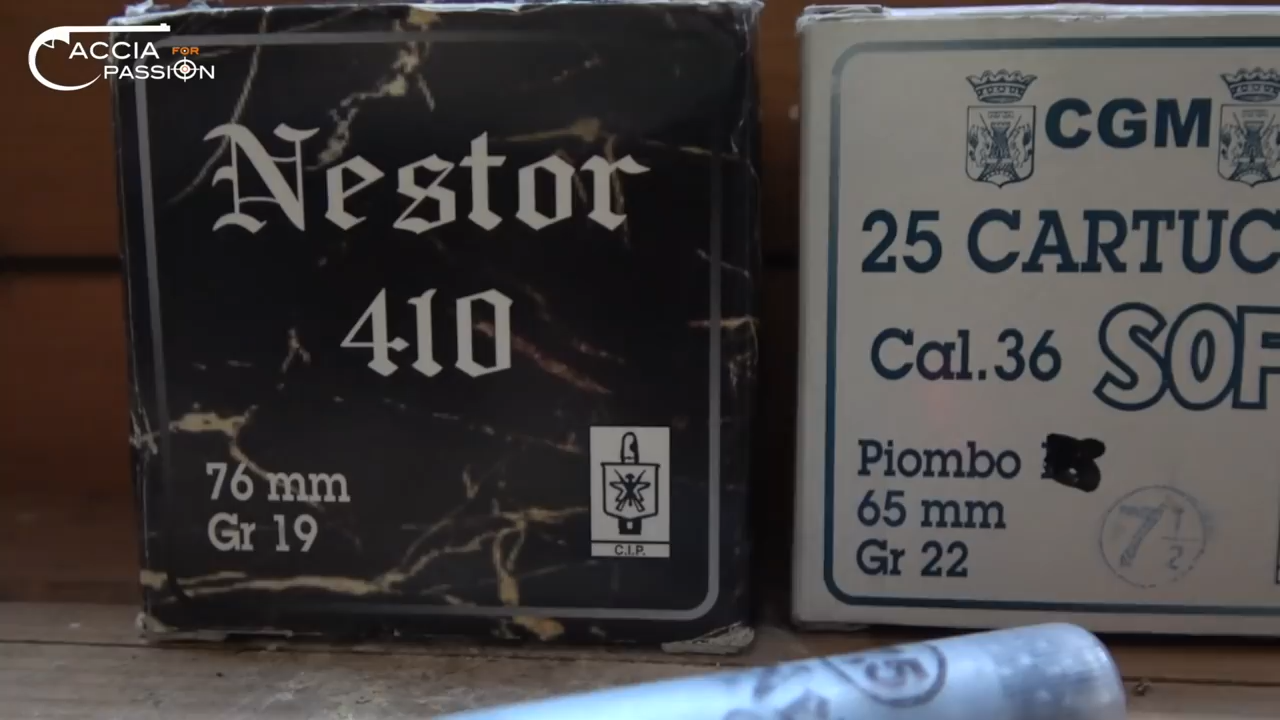 CACCIA FOR
PASSION
Nestor
410
76 mm
Gr 19
C.I.P.
CGM
25 CARTUC
Cal.36 SOF
Piombo
65 mm
Gr 22
7 1/2